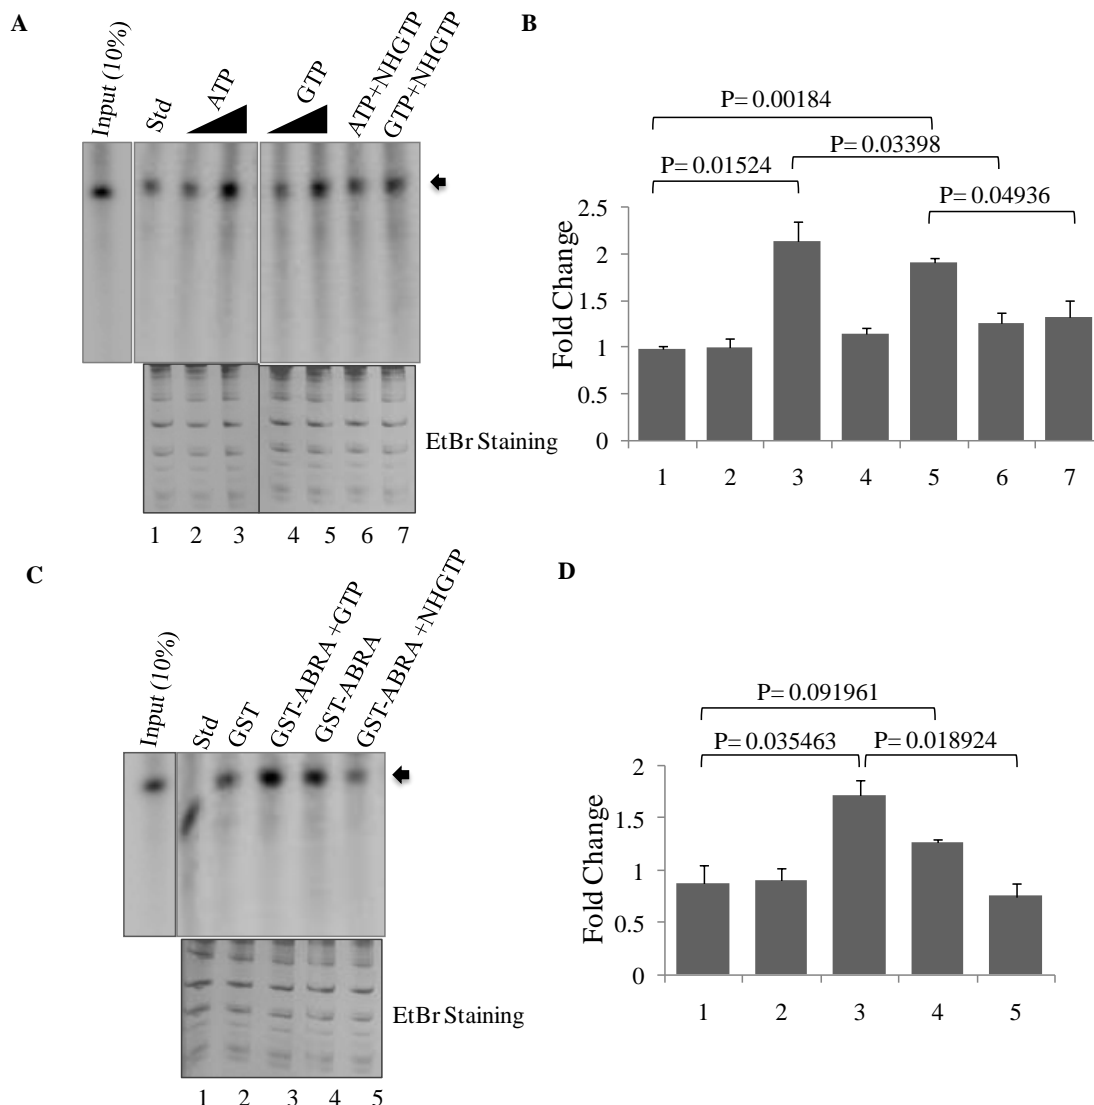 A
Input (10%)
Std
ATP
GTP
ATP+NHGTP
GTP+NHGTP
EtBr Staining
1 2 3 4 5 6 7
B
P= 0.00184
P= 0.03398
P= 0.01524
P= 0.04936
Fold Change
2.5
2
1.5
1
0.5
0
1 2 3 4 5 6 7
C
Input (10%)
Std
GST
GST-ABRA +GTP
GST-ABRA
GST-ABRA +NHGTP
EtBr Staining
1 2 3 4 5
D
P= 0.091961
P= 0.035463
P= 0.018924
Fold Change
2
1.5
1
0.5
0
1 2 3 4 5